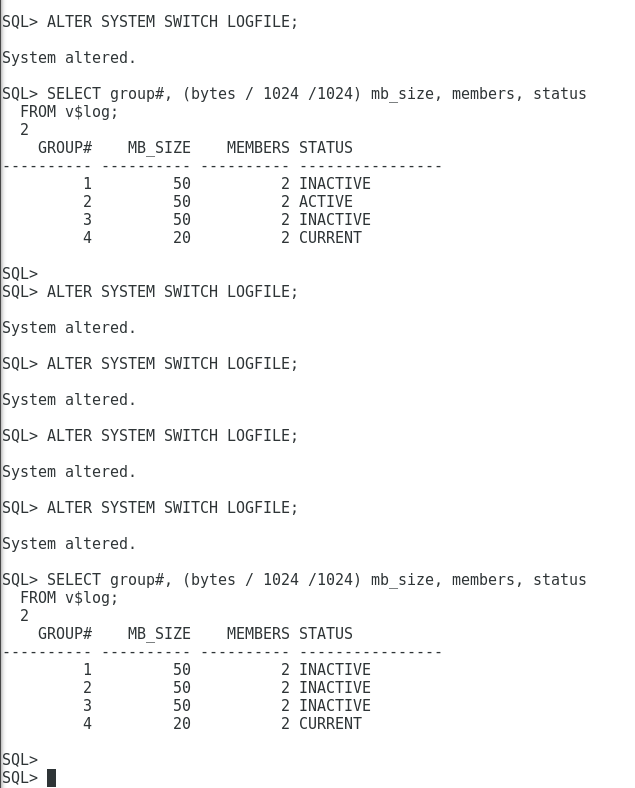 SQL> ALTER SYSTEM SWITCH LOGFILE;
System altered.
SQL> SELECT group#, (bytes / 1024 /1024) mb_size, members, status
  FROM v$log;
  2
    GROUP#    MB_SIZE    MEMBERS STATUS
---------- ---------- ---------- ----------------
         1         50          2 INACTIVE
         2         50          2 ACTIVE
         3         50          2 INACTIVE
         4         20          2 CURRENT
SQL>
SQL> ALTER SYSTEM SWITCH LOGFILE;
System altered.
SQL> ALTER SYSTEM SWITCH LOGFILE;
System altered.
SQL> ALTER SYSTEM SWITCH LOGFILE;
System altered.
SQL> ALTER SYSTEM SWITCH LOGFILE;
System altered.
SQL> SELECT group#, (bytes / 1024 /1024) mb_size, members, status
  FROM v$log;
  2
    GROUP#    MB_SIZE    MEMBERS STATUS
---------- ---------- ---------- ----------------
         1         50          2 INACTIVE
         2         50          2 INACTIVE
         3         50          2 INACTIVE
         4         20          2 CURRENT
SQL>
SQL>